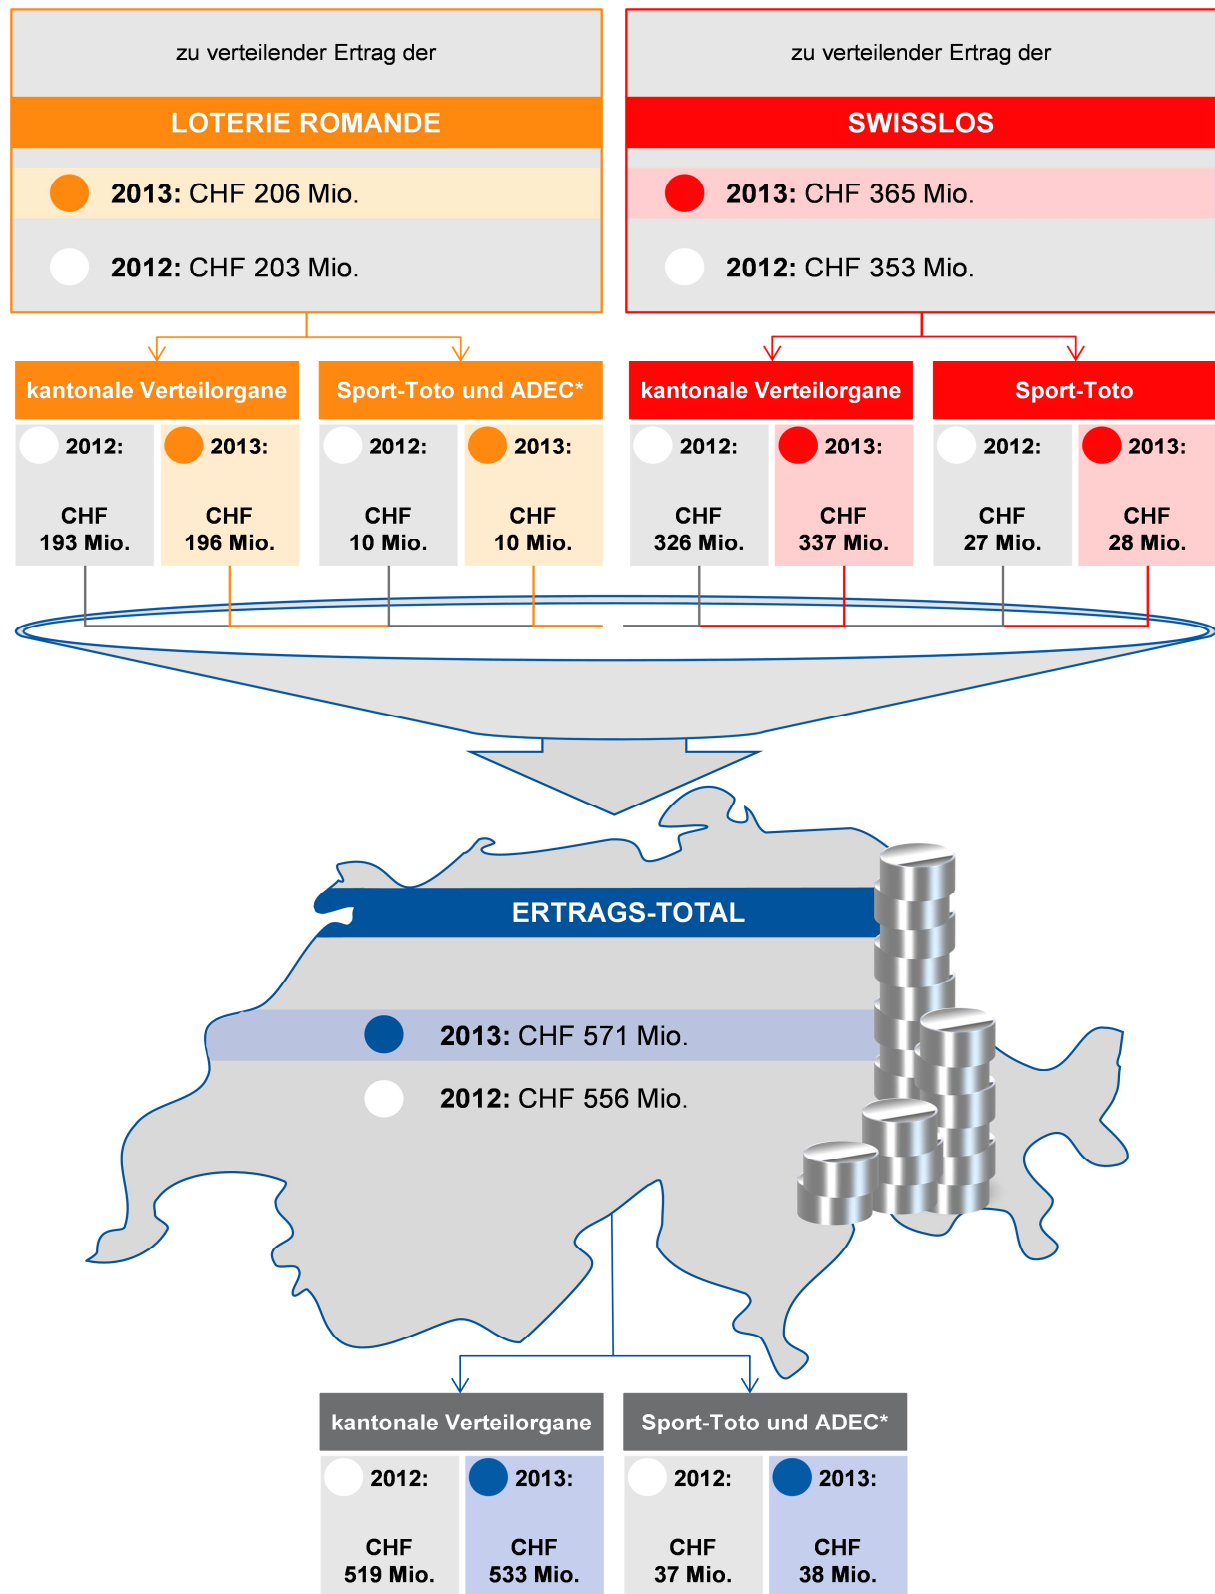 zu verteilender Ertrag der
LOTERIE ROMANDE
2013: CHF 206 Mio.
2012: CHF 203 Mio.
zu verteilender Ertrag der
SWISSLOS
2013: CHF 365 Mio.
2012: CHF 353 Mio.
kantonale Verteilorgane
2012:
CHF
193 Mio.
2013:
CHF
196 Mio.
Sport-Toto und ADEC*
2012:
CHF
10 Mio.
2013:
CHF
10 Mio.
kantonale Verteilorgane
2012:
CHF
326 Mio.
2013:
CHF
337 Mio.
Sport-Toto
2012:
CHF
27 Mio.
2013:
CHF
28 Mio.
ERTRAGS-TOTAL
2013: CHF 571 Mio.
2012: CHF 556 Mio.
kantonale Verteilorgane
2012:
CHF
519 Mio.
2013:
CHF
533 Mio.
Sport-Toto und ADEC*
2012:
CHF
37 Mio.
2013:
CHF
38 Mio.